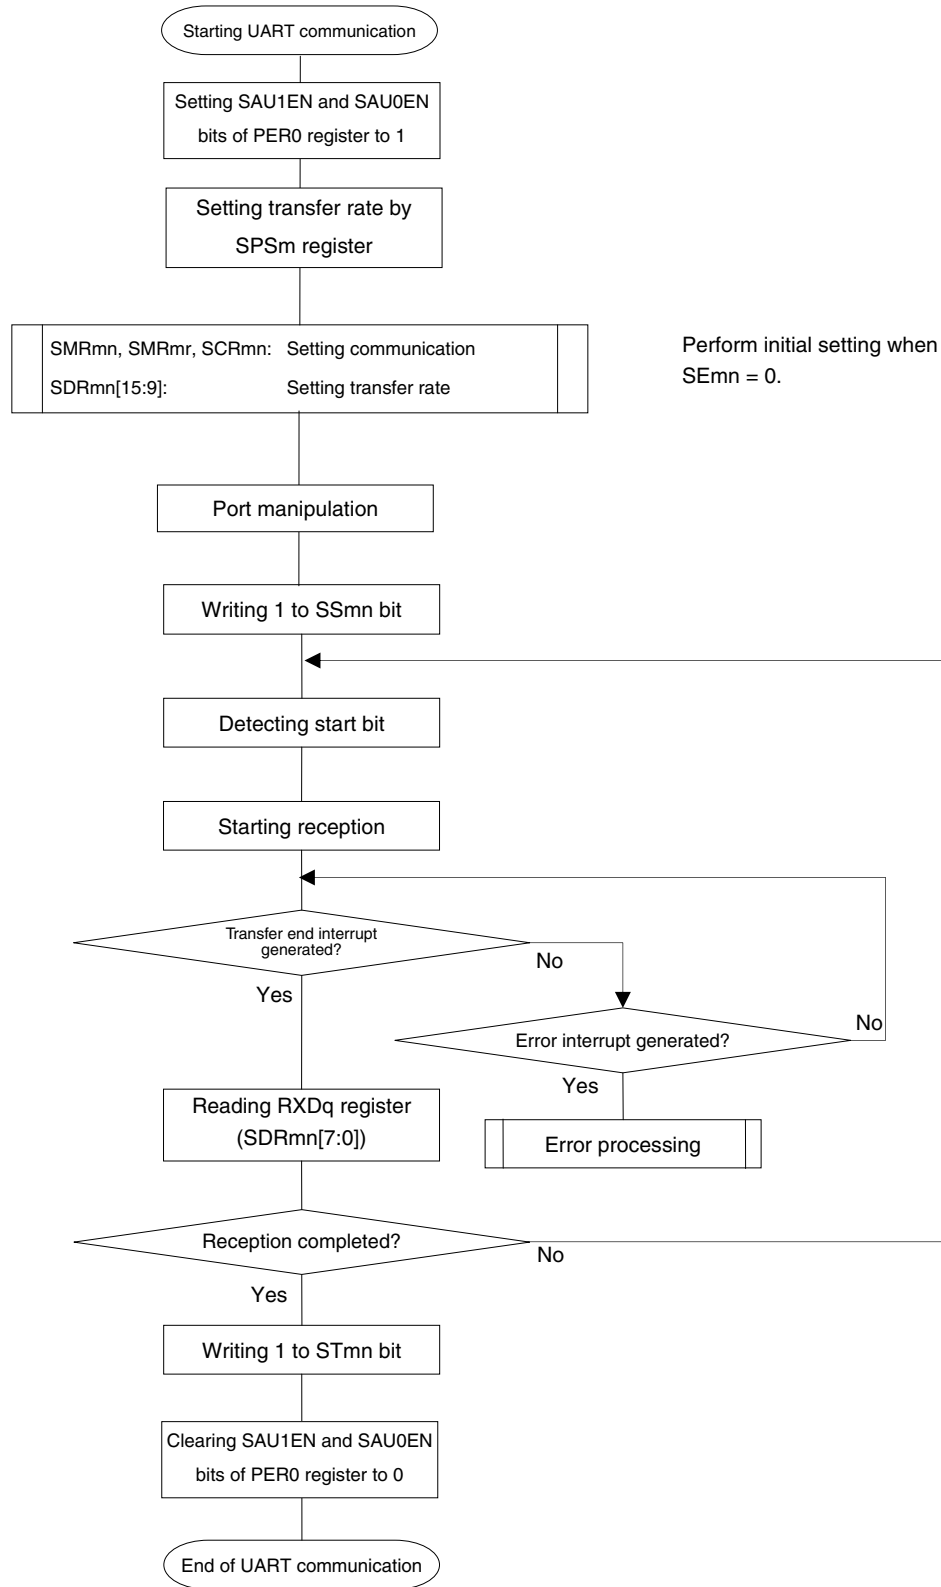 Starting UART communication
Setting SAU1EN and SAU0EN
bits of PER0 register to 1
Setting transfer rate by
SPSm register
SMRmn, SMRmr, SCRmn: Setting communication
SDRmn[15:9]: Setting transfer rate
Perform initial setting when
SEmn = 0.
Port manipulation
Writing 1 to SSmn bit
Detecting start bit
Starting reception
Transfer end interrupt
generated?
No
Yes
Error interrupt generated?
No
Yes
Reading RXDq register
(SDRmn[7:0])
Error processing
Reception completed?
No
Yes
Writing 1 to STmn bit
Clearing SAU1EN and SAU0EN
bits of PER0 register to 0
End of UART communication